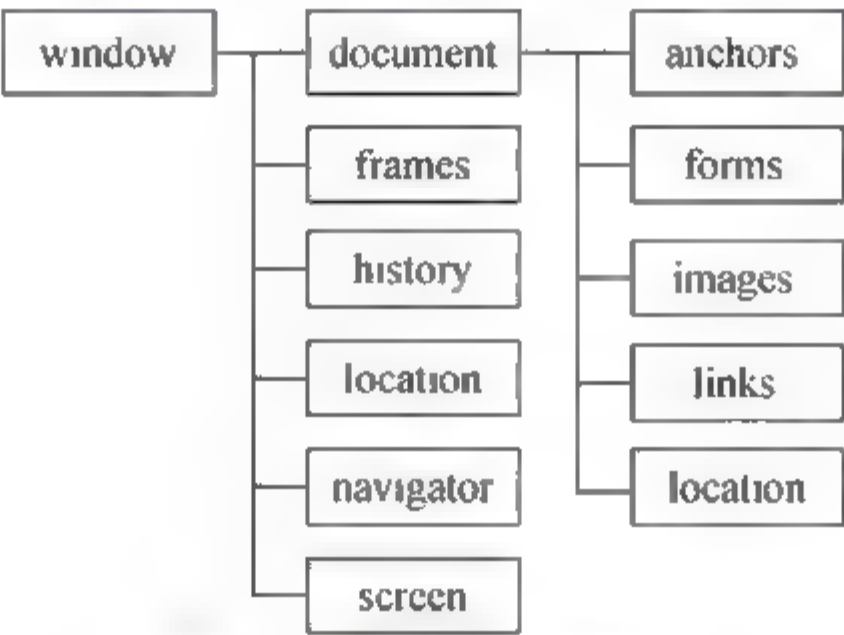 window document anchors
frames forms
history images
location links
navigator location
screen